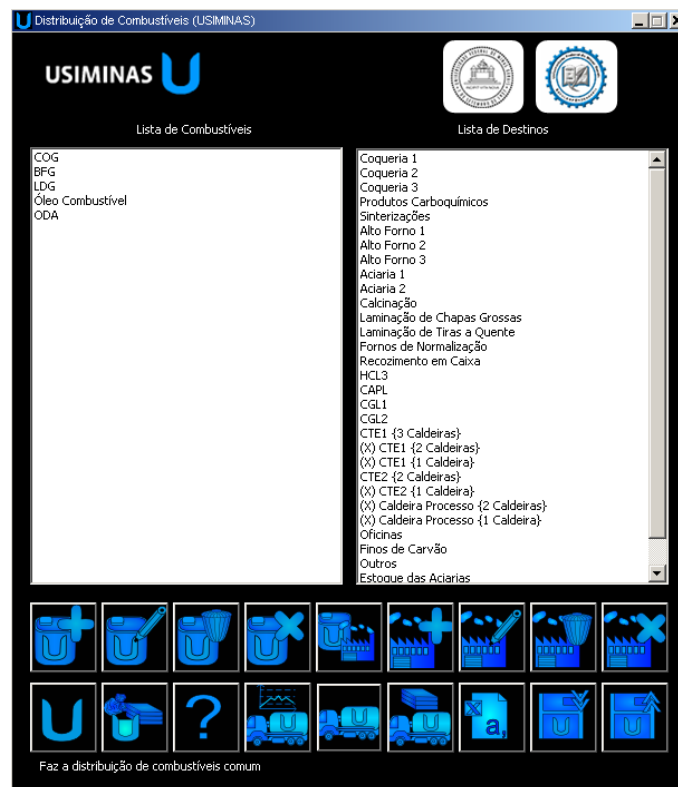 Distribuição de Combustíveis (USIMINAS)
USIMINAS
Lista de Combustíveis
Lista de Destinos
COG
BFG
LDG
Óleo Combustível
ODA
Coqueria 1
Coqueria 2
Coqueria 3
Produtos Carboquímicos
Sinterizações
Alto Forno 1
Alto Forno 2
Alto Forno 3
Aciaria 1
Aciaria 2
Calcinação
Laminação de Chapas Grossas
Laminação de Tiras a Quente
Fornos de Normalização
Recozimento em Caixa
HCL3
CAPL
CGL1
CGL2
CTE1 {3 Caldeiras}
(X) CTE1 {2 Caldeiras}
(X) CTE1 {1 Caldeira}
CTE2 {2 Caldeiras}
(X) CTE2 {1 Caldeira}
(X) Caldeira Processo {2 Caldeiras}
(X) Caldeira Processo {1 Caldeira}
Oficinas
Finos de Carvão
Outros
Estoque das Aciarias
?
X a,
Faz a distribuição de combustíveis comum